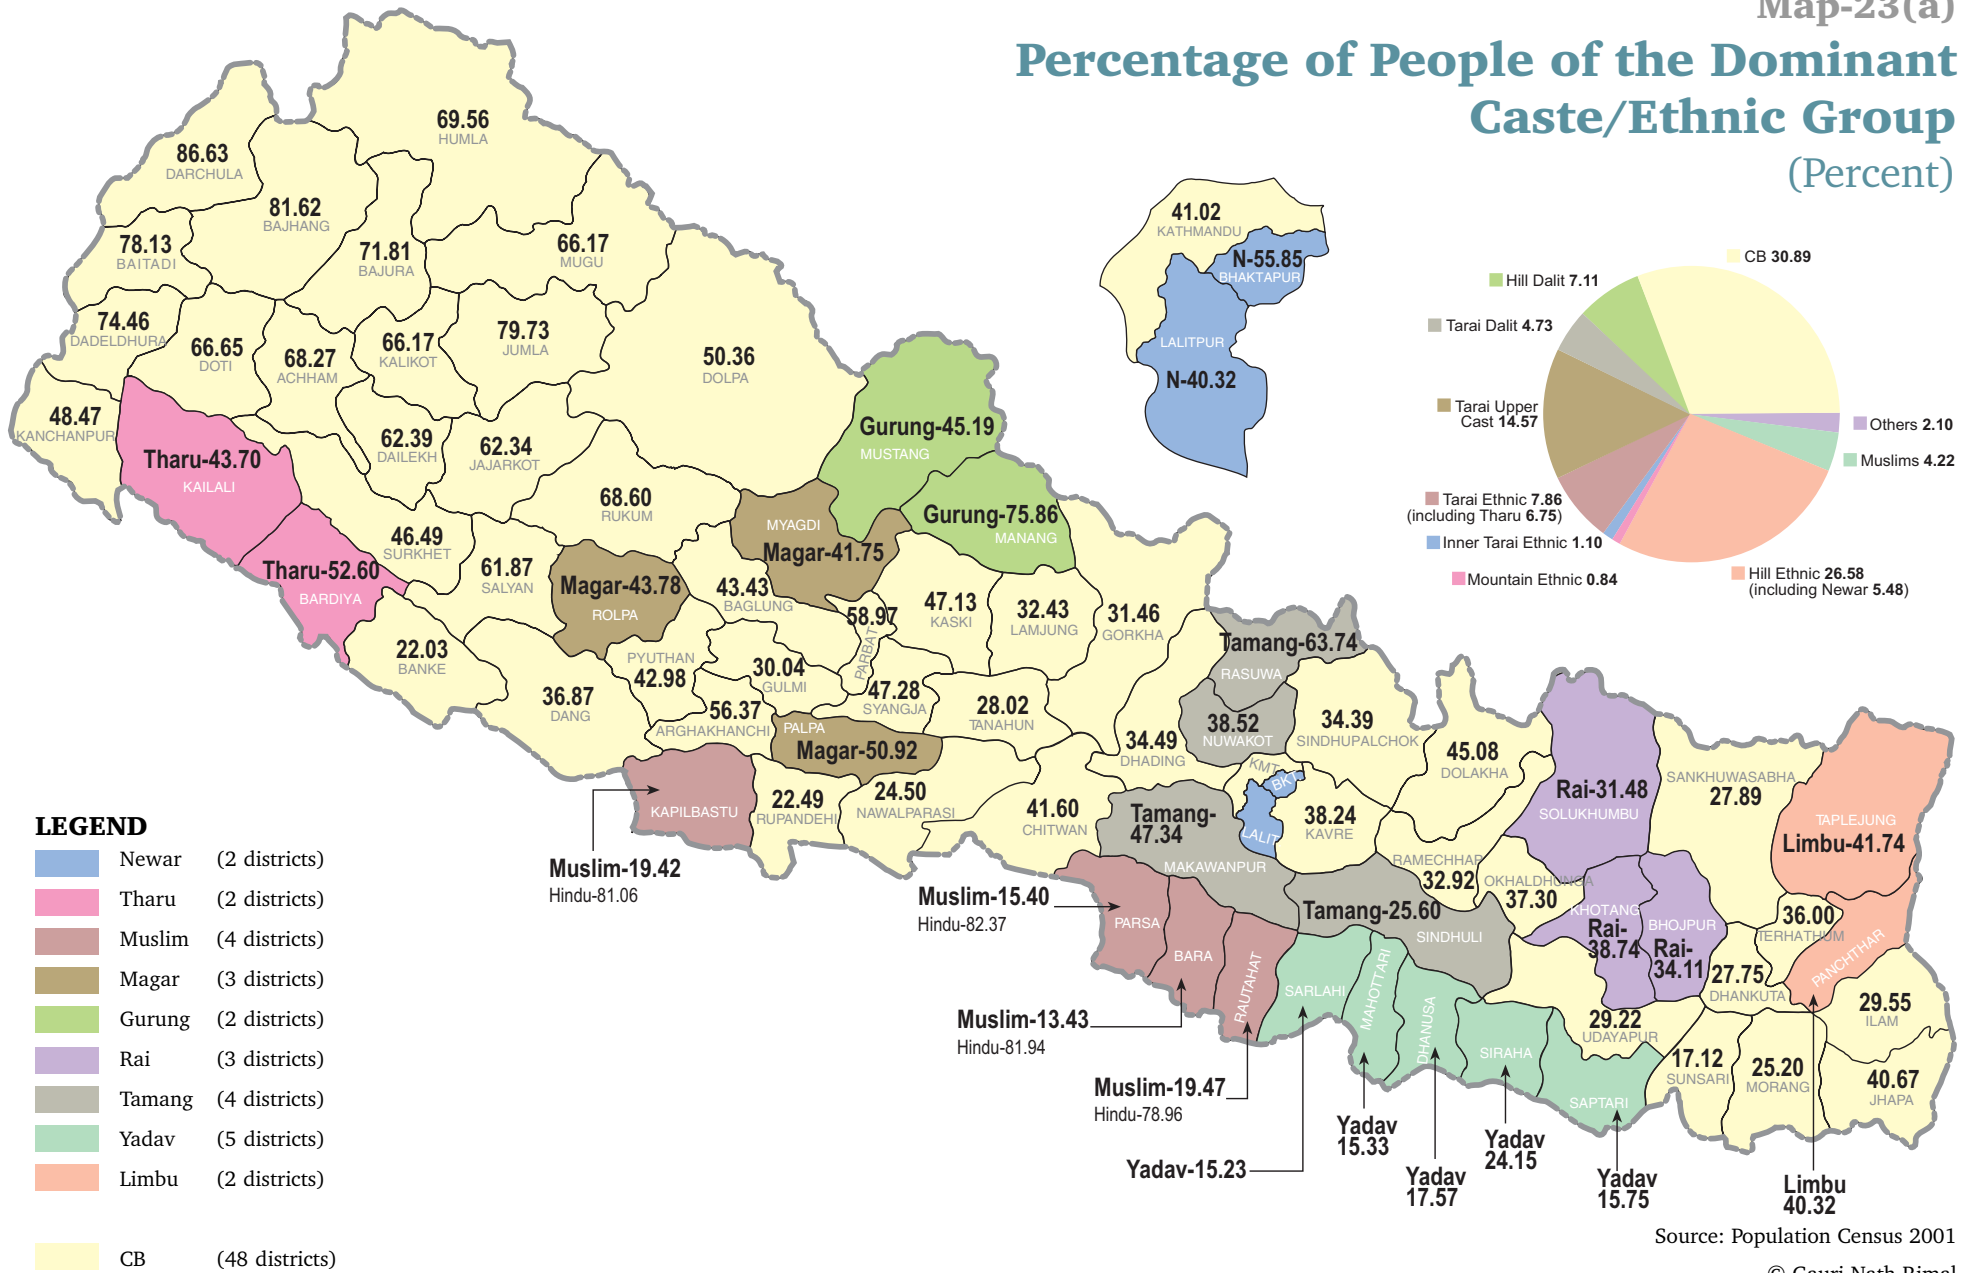 Map-23(a)
Percentage of People of the Dominant
Caste/Ethnic Group
(Percent)
69.56
HUMLA
86.63
DARCHULA
81.62
BAJHANG
78.13
BAITADI
71.81
BAJURA
66.17
MUGU
74.46
DADELDHURA
66.65
DOTI
68.27
ACHHAM
66.17
KALIKOT
79.73
JUMLA
50.36
DOLPA
48.47
KANCHANPUR
Tharu-43.70
KAILALI
62.39
DAILEKH
62.34
JAJARKOT
Gurung-45.19
MUSTANG
68.60
RUKUM
Gurung-75.86
MANANG
MYAGDI
Magar-41.75
46.49
SURKHET
Tharu-52.60
BARDIYA
61.87
SALYAN
Magar-43.78
ROLPA
43.43
BAGLUNG
58.97
PARBAT
47.13
KASKI
32.43
LAMJUNG
31.46
GORKHA
22.03
BANKE
36.87
DANG
PYUTHAN
42.98
30.04
GULMI
47.28
SYANGJA
28.02
TANAHUN
56.37
ARGHAKHANCHI
PALPA
Magar-50.92
KAPILBASTU
22.49
RUPANDEHI
24.50
NAWALPARASI
41.60
CHITWAN
34.49
DHADING
Tamang-63.74
RASUWA
38.52
NUWAKOT
34.39
SINDHUPALCHOK
45.08
DOLAKHA
KMT
BKT
LALIT
38.24
KAVRE
Tamang-
47.34
MAKAWANPUR
RAMECHHAP
32.92
OKHALDHUNGA
37.30
Tamang-25.60
SINDHULI
Rai-31.48
SOLUKHUMBU
SANKHUWASABHA
27.89
TAPLEJUNG
Limbu-41.74
KHOTANG
Rai-
38.74
BHOJPUR
Rai-
34.11
36.00
TERHATHUM
PANCHTHAR
27.75
DHANKUTA
29.55
ILAM
29.22
UDAYAPUR
17.12
SUNSARI
25.20
MORANG
40.67
JHAPA
PARSA
BARA
RAUTAHAT
SARLAHI
MAHOTTARI
DHANUSA
SIRAHA
SAPTARI
Muslim-19.42
Hindu-81.06
Muslim-15.40
Hindu-82.37
Muslim-13.43
Hindu-81.94
Muslim-19.47
Hindu-78.96
Yadav-15.23
Yadav
15.33
Yadav
17.57
Yadav
24.15
Yadav
15.75
Limbu
40.32
41.02
KATHMANDU
N-55.85
BHAKTAPUR
LALITPUR
N-40.32
CB 30.89
Hill Dalit 7.11
Tarai Dalit 4.73
Tarai Upper
Cast 14.57
Tarai Ethnic 7.86
(including Tharu 6.75)
Inner Tarai Ethnic 1.10
Mountain Ethnic 0.84
Others 2.10
Muslims 4.22
Hill Ethnic 26.58
(including Newar 5.48)
LEGEND
Newar (2 districts)
Tharu (2 districts)
Muslim (4 districts)
Magar (3 districts)
Gurung (2 districts)
Rai (3 districts)
Tamang (4 districts)
Yadav (5 districts)
Limbu (2 districts)
CB (48 districts)
Source: Population Census 2001
© Gauri Nath Rimal